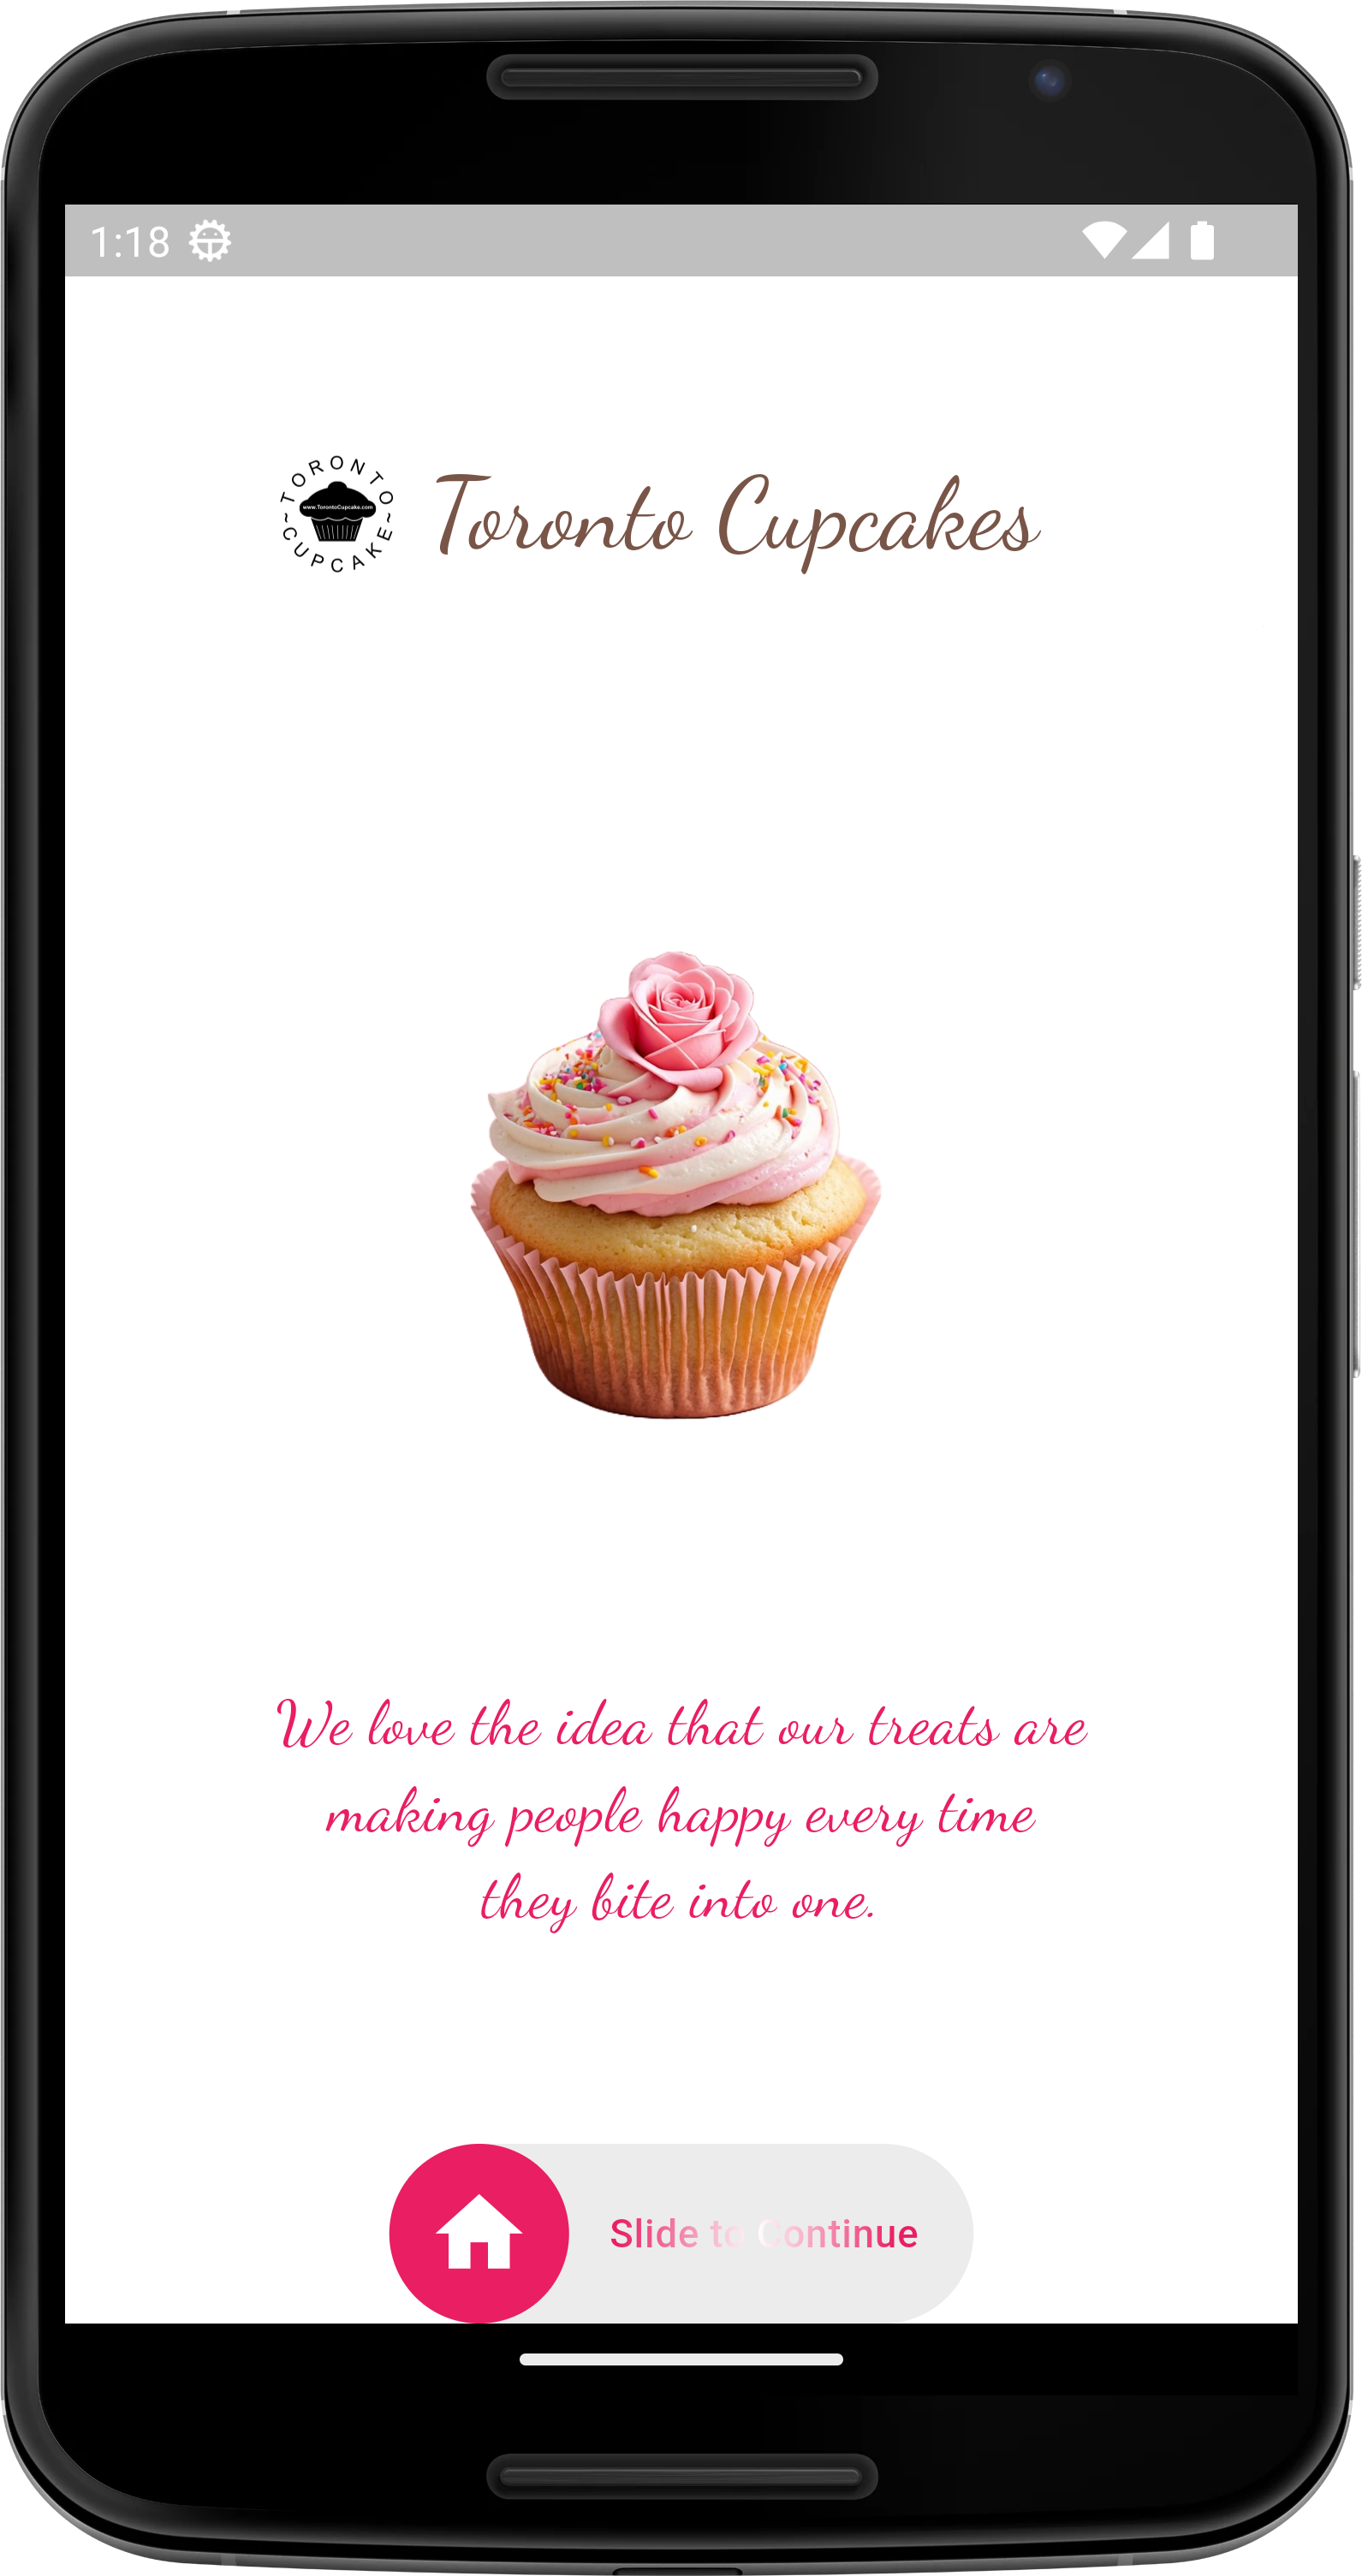 1:18
TORONTO
www.TorontoCupcake.com
~CUPCAKE~
Toronto Cupcakes
We love the idea that our treats are
making people happy every time
they bite into one.
Slide to Continue